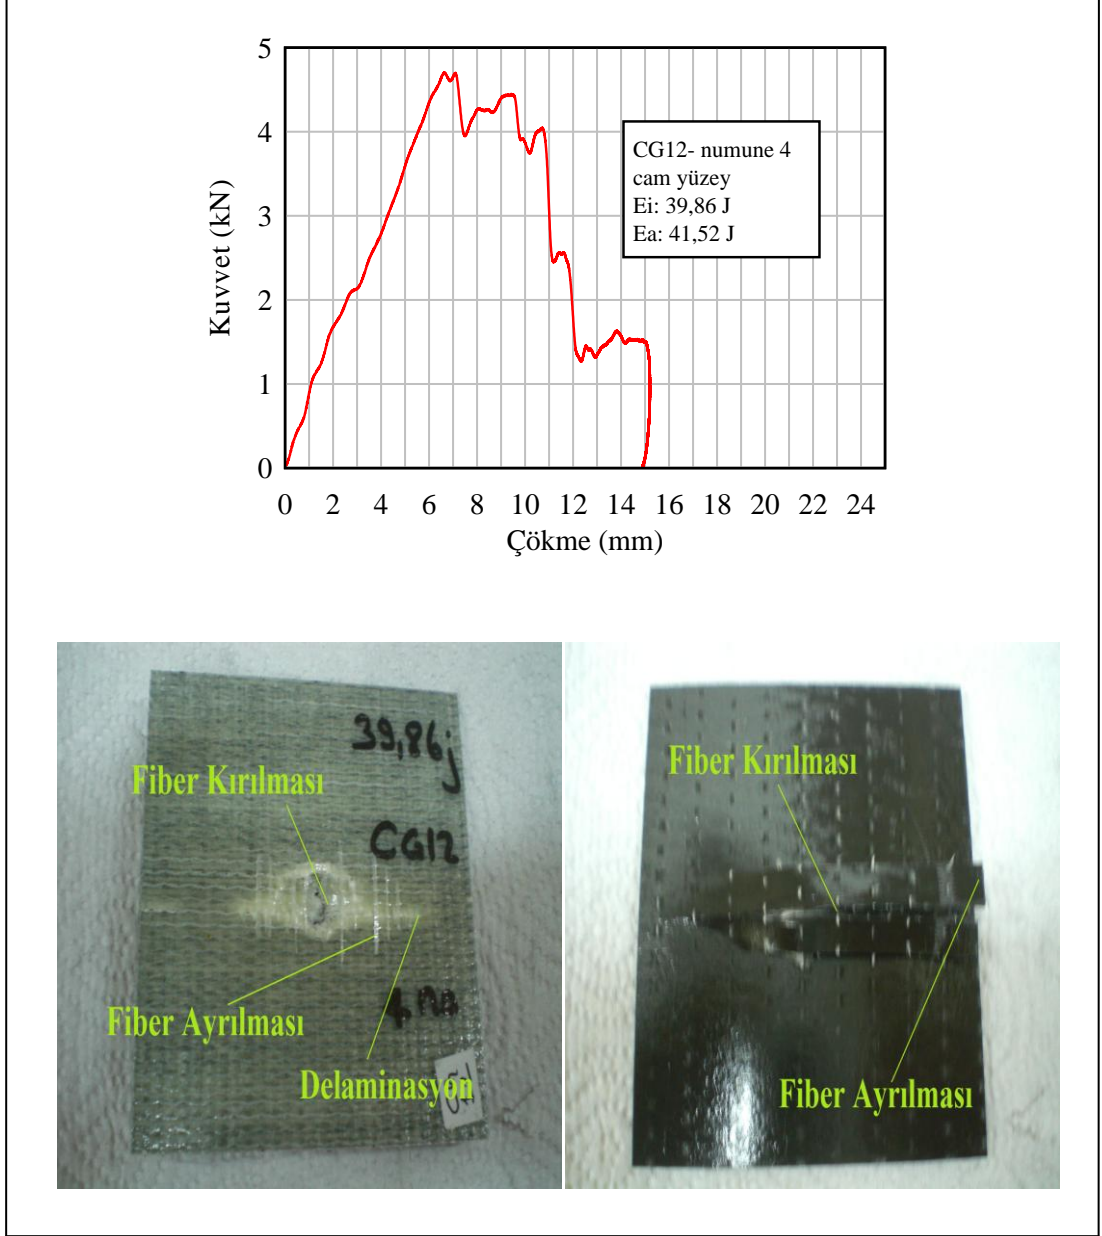 5
4
3
2
1
0
Kuvvet (kN)
CG12- numune 4
cam yüzey
Ei: 39,86 J
Ea: 41,52 J
0 2 4 6 8 10 12 14 16 18 20 22 24
Çökme (mm)
39,86j
Fiber Kırılması
CG12
Fiber Ayrılması
Delaminasyon
Fiber Kırılması
Fiber Ayrılması